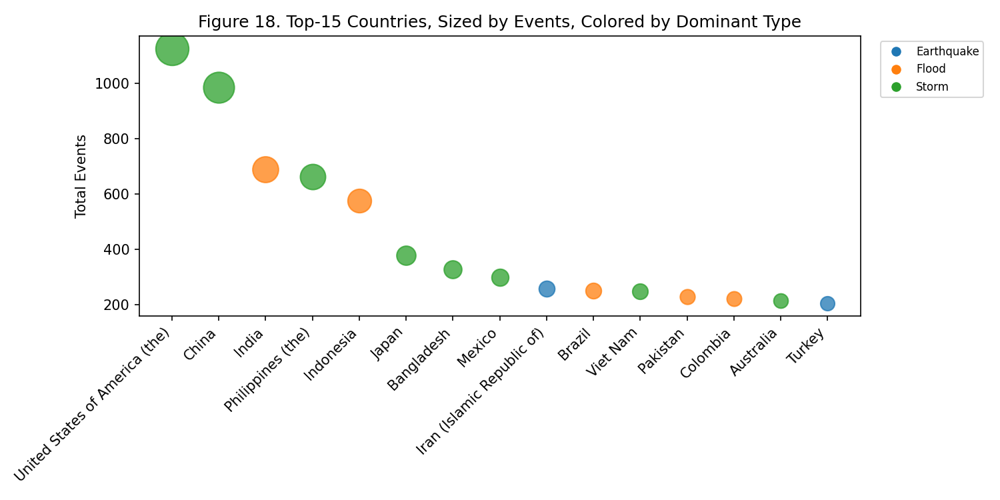 Figure 18. Top-15 Countries, Sized by Events, Colored by Dominant Type
Earthquake
Flood
Storm
Total Events
1000
800
600
400
200
United States of America (the)
China
India
Philippines (the)
Indonesia
Japan
Bangladesh
Mexico
Iran (Islamic Republic of)
Brazil
Viet Nam
Pakistan
Colombia
Australia
Turkey